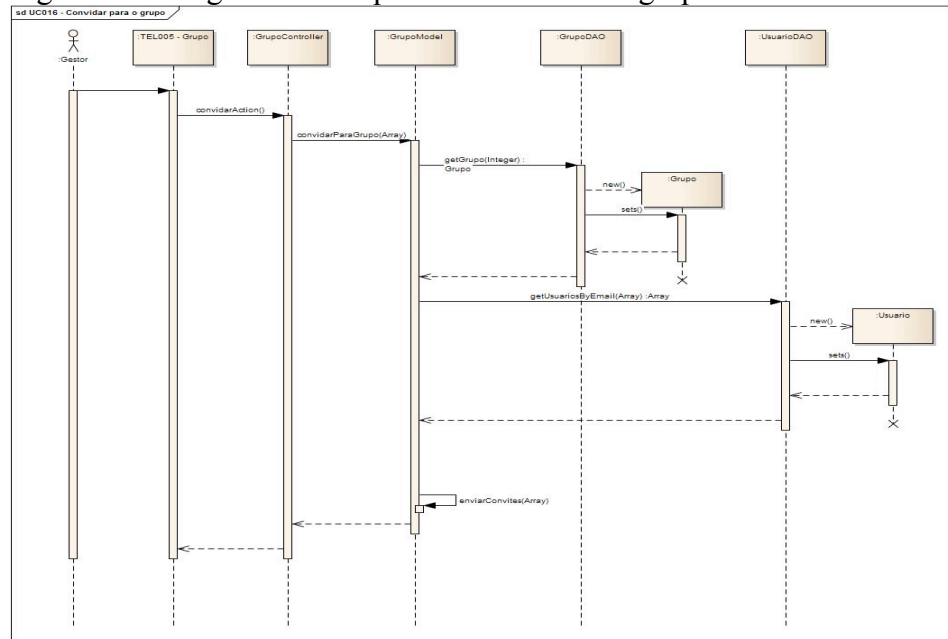 sd UC016 - Convidar para o grupo
:Gestor
:TEL005 - Grupo
:GrupoController
:GrupoModel
:GrupoDAO
:UsuarioDAO
convidarAction()
convidarParaGrupo(Array)
getGrupo(Integer) :
Grupo
new()
:Grupo
sets()
getUsuariosByEmail(Array) :Array
new()
:Usuario
sets()
enviarConvites(Array)